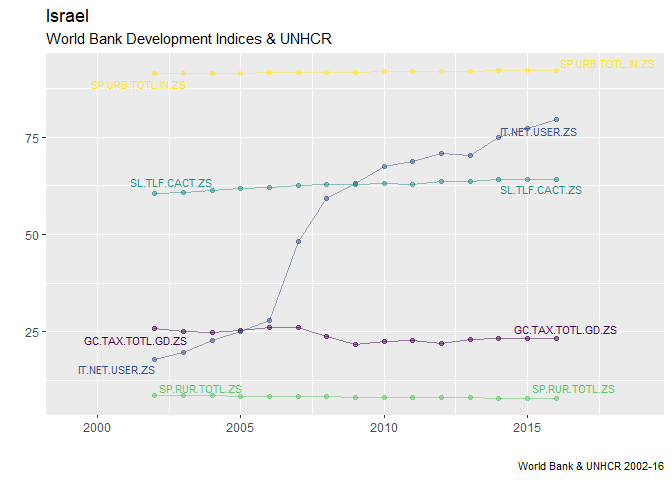 Israel
World Bank Development Indices & UNHCR
SP.URB.TOTL.IN.ZS
SP.URB.TOTL.IN.ZS
75
IT.NET.USER.ZS
SL.TLF.CACT.ZS
SL.TLF.CACT.ZS
50
25
GC.TAX.TOTL.GD.ZS
GC.TAX.TOTL.GD.ZS
IT.NET.USER.ZS
SP.RUR.TOTL.ZS
SP.RUR.TOTL.ZS
2000
2005
2010
2015
World Bank & UNHCR 2002-16